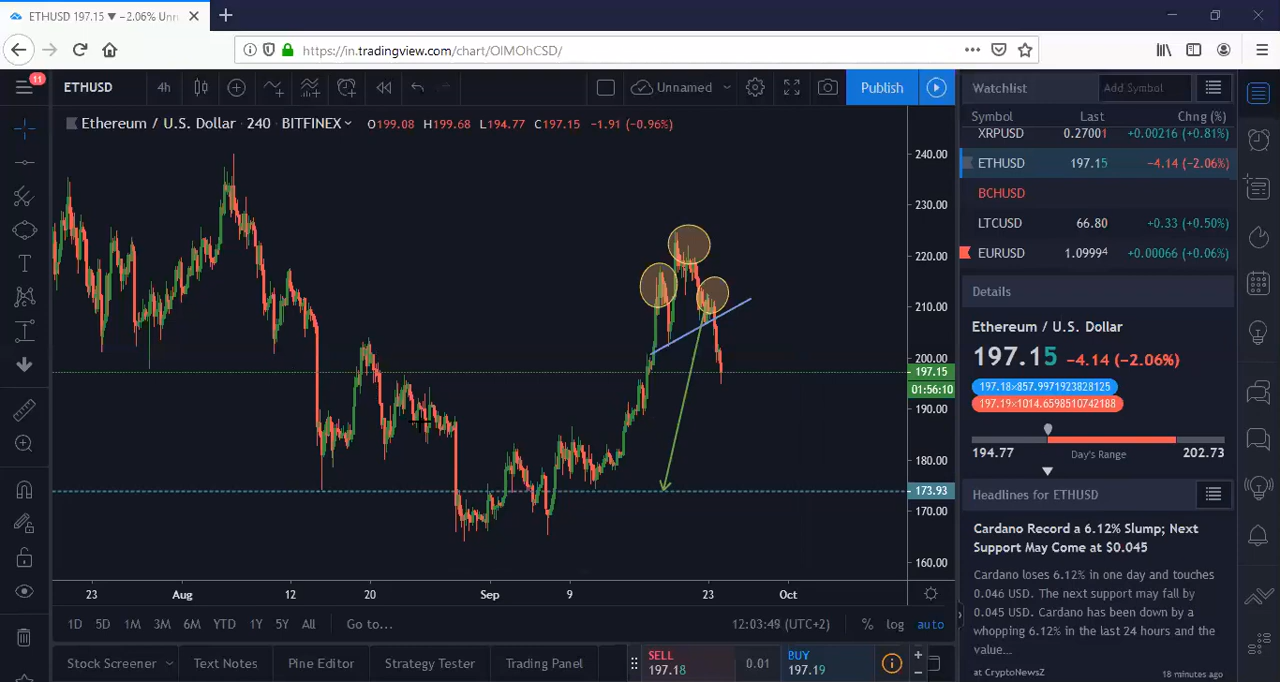 ETHUSD 197.15 ▼ −2.06% Unn
11
https://in.tradingview.com/chart/OIMOhCSD/
ETHUSD 4h Unnamed Publish
Ethereum / U.S. Dollar · 240 · BITFINEX O199.08 H199.68 L194.77 C197.15 -1.91 (-0.96%)
240.00
230.00
220.00
210.00
200.00
197.15
01:56:10
190.00
180.00
173.93
170.00
160.00
23 Aug 12 20 Sep 9 23 Oct
1D 5D 1M 3M 6M YTD 1Y 5Y All Go to... 12:03:49 (UTC+2) % log auto
Stock Screener Text Notes Pine Editor Strategy Tester Trading Panel
SELL
197.18
0.01
BUY
197.19
Watchlist Add Symbol
Symbol Last Chng (%)
XRPUSD 0.27001 +0.00216 (+0.81%)
ETHUSD 197.15 −4.14 (−2.06%)
BCHUSD
LTCUSD 66.80 +0.33 (+0.50%)
EURUSD 1.09994 +0.00066 (+0.06%)
Details
Ethereum / U.S. Dollar
197.15 −4.14 (−2.06%)
197.18×857.9971923828125
197.19×1014.6598510742188
194.77 Day's Range 202.73
Headlines for ETHUSD
Cardano Record a 6.12% Slump; Next
Support May Come at $0.045
Cardano loses 6.12% in one day and touches
0.046 USD. The next support may fall by
0.045 USD. Cardano has been down by a
whopping 6.12% in the last 24 hours and the
value...
at CryptoNewsZ 18 minutes ago